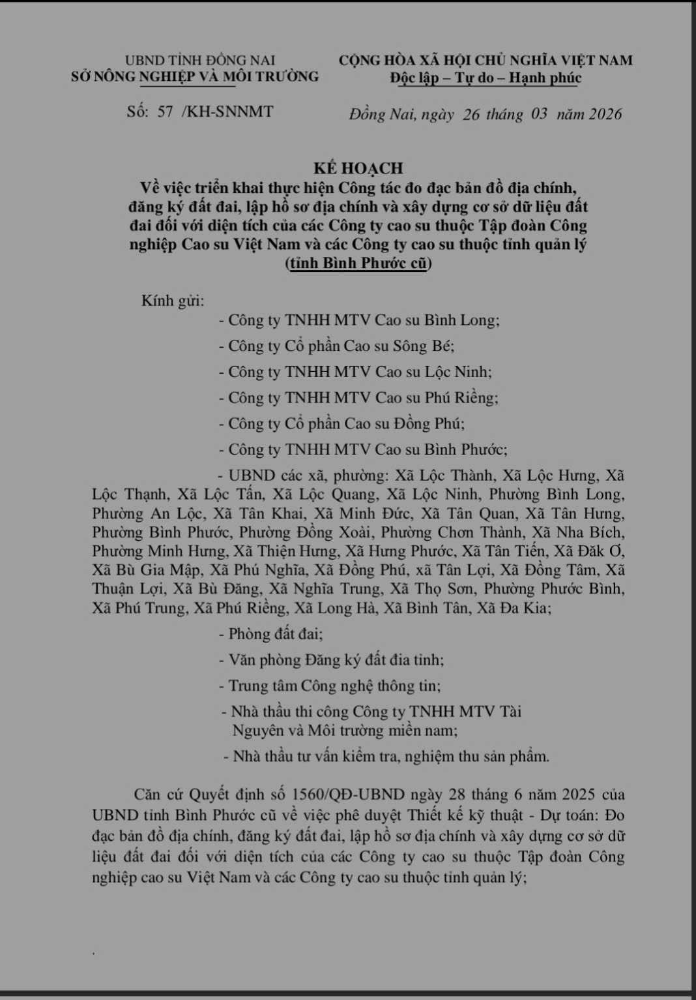 UBND TỈNH ĐỒNG NAI
SỞ NÔNG NGHIỆP VÀ MÔI TRƯỜNG
CỘNG HÒA XÃ HỘI CHỦ NGHĨA VIỆT NAM
Độc lập – Tự do – Hạnh phúc
Số: 57 /KH-SNNMT
Đồng Nai, ngày 26 tháng 03 năm 2026
KẾ HOẠCH
Về việc triển khai thực hiện Công tác đo đạc bản đồ địa chính,
đăng ký đất đai, lập hồ sơ địa chính và xây dựng cơ sở dữ liệu đất
đai đối với diện tích của các Công ty cao su thuộc Tập đoàn Công
nghiệp Cao su Việt Nam và các Công ty cao su thuộc tỉnh quản lý
(tỉnh Bình Phước cũ)
Kính gửi:
- Công ty TNHH MTV Cao su Bình Long;
- Công ty Cổ phần Cao su Sông Bé;
- Công ty TNHH MTV Cao su Lộc Ninh;
- Công ty TNHH MTV Cao su Phú Riềng;
- Công ty Cổ phần Cao su Đồng Phú;
- Công ty TNHH MTV Cao su Bình Phước;
- UBND các xã, phường: Xã Lộc Thành, Xã Lộc Hưng, Xã
Lộc Thạnh, Xã Lộc Tấn, Xã Lộc Quang, Xã Lộc Ninh, Phường Bình Long,
Phường An Lộc, Xã Tân Khai, Xã Minh Đức, Xã Tân Quan, Xã Tân Hưng,
Phường Bình Phước, Phường Đồng Xoài, Phường Chơn Thành, Xã Nha Bích,
Phường Minh Hưng, Xã Thiện Hưng, Xã Hưng Phước, Xã Tân Tiến, Xã Đăk Ơ,
Xã Bù Gia Mập, Xã Phú Nghĩa, Xã Đồng Phú, xã Tân Lợi, Xã Đồng Tâm, Xã
Thuận Lợi, Xã Bù Đăng, Xã Nghĩa Trung, Xã Thọ Sơn, Phường Phước Bình,
Xã Phú Trung, Xã Phú Riềng, Xã Long Hà, Xã Bình Tân, Xã Đa Kia;
- Phòng đất đai;
- Văn phòng Đăng ký đất đia tỉnh;
- Trung tâm Công nghệ thông tin;
- Nhà thầu thi công Công ty TNHH MTV Tài
Nguyên và Môi trường miền nam;
- Nhà thầu tư vấn kiểm tra, nghiệm thu sản phẩm.
Căn cứ Quyết định số 1560/QĐ-UBND ngày 28 tháng 6 năm 2025 của
UBND tỉnh Bình Phước cũ về việc phê duyệt Thiết kế kỹ thuật - Dự toán: Đo
đạc bản đồ địa chính, đăng ký đất đai, lập hồ sơ địa chính và xây dựng cơ sở dữ
liệu đất đai đối với diện tích của các Công ty cao su thuộc Tập đoàn Công
nghiệp cao su Việt Nam và các Công ty cao su thuộc tỉnh quản lý;